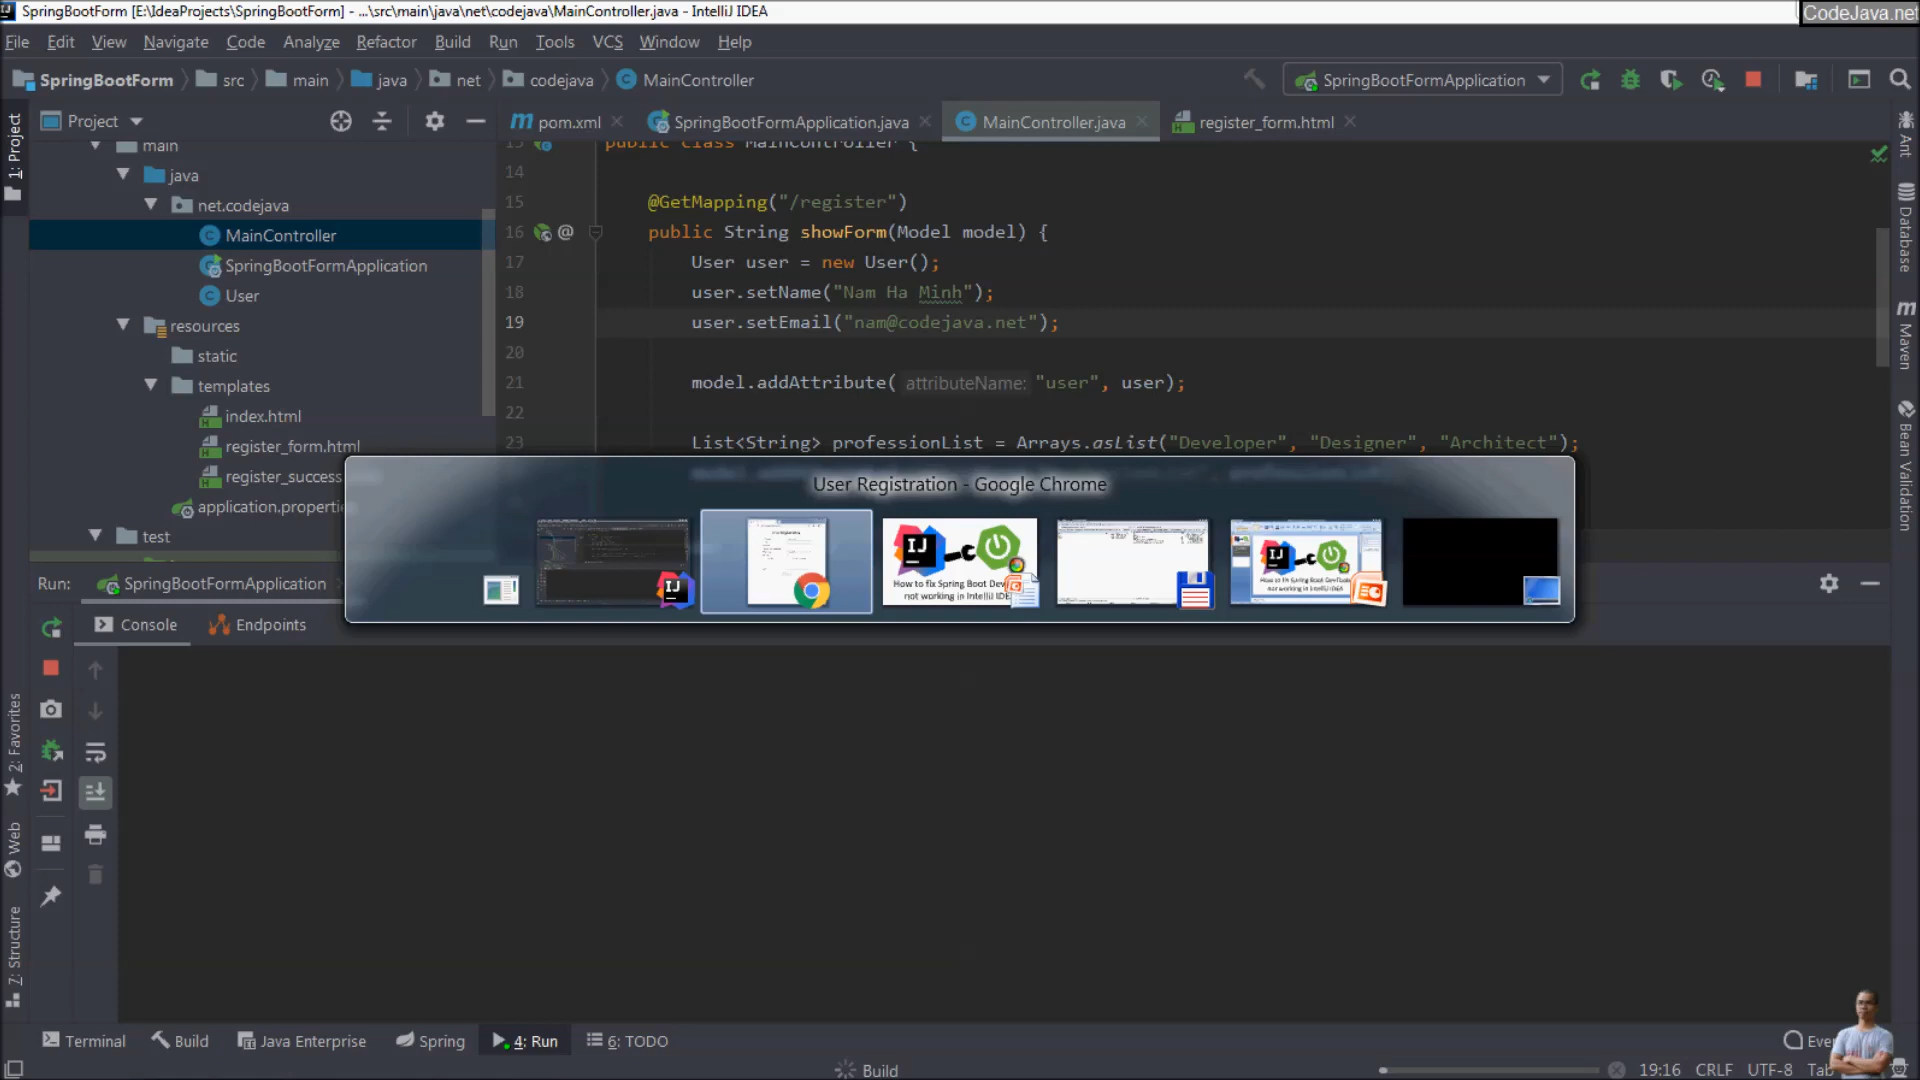 SpringBootForm [E:\IdeaProjects\SpringBootForm] - ...\src\main\java\net\codejava\MainController.java - IntelliJ IDEA
CodeJava.net
File Edit View Navigate Code Analyze Refactor Build Run Tools VCS Window Help
SpringBootForm src main java net codejava MainController
SpringBootFormApplication
1: Project
Project
pom.xml SpringBootFormApplication.java MainController.java register_form.html
main
java
net.codejava
MainController
SpringBootFormApplication
User
resources
static
templates
index.html
register_form.html
register_success
application.properti
test
public class MainController {
14
15 @GetMapping("/register")
16 public String showForm(Model model) {
17 User user = new User();
18 user.setName("Nam Ha Minh");
19 user.setEmail("nam@codejava.net");
20
21 model.addAttribute( attributeName: "user", user);
22
23 List<String> professionList = Arrays.asList("Developer", "Designer", "Architect");
Ant
Database
Maven
Bean Validation
User Registration - Google Chrome
How to fix Spring Boot Dev
not working in IntelliJ IDEA
How to fix Spring Boot DevTools
not working in IntelliJ IDEA
Run: SpringBootFormApplication
Console Endpoints
2: Favorites
Web
7: Structure
Terminal Build Java Enterprise Spring 4: Run 6: TODO
Eve
Build
19:16 CRLF UTF-8 Tab